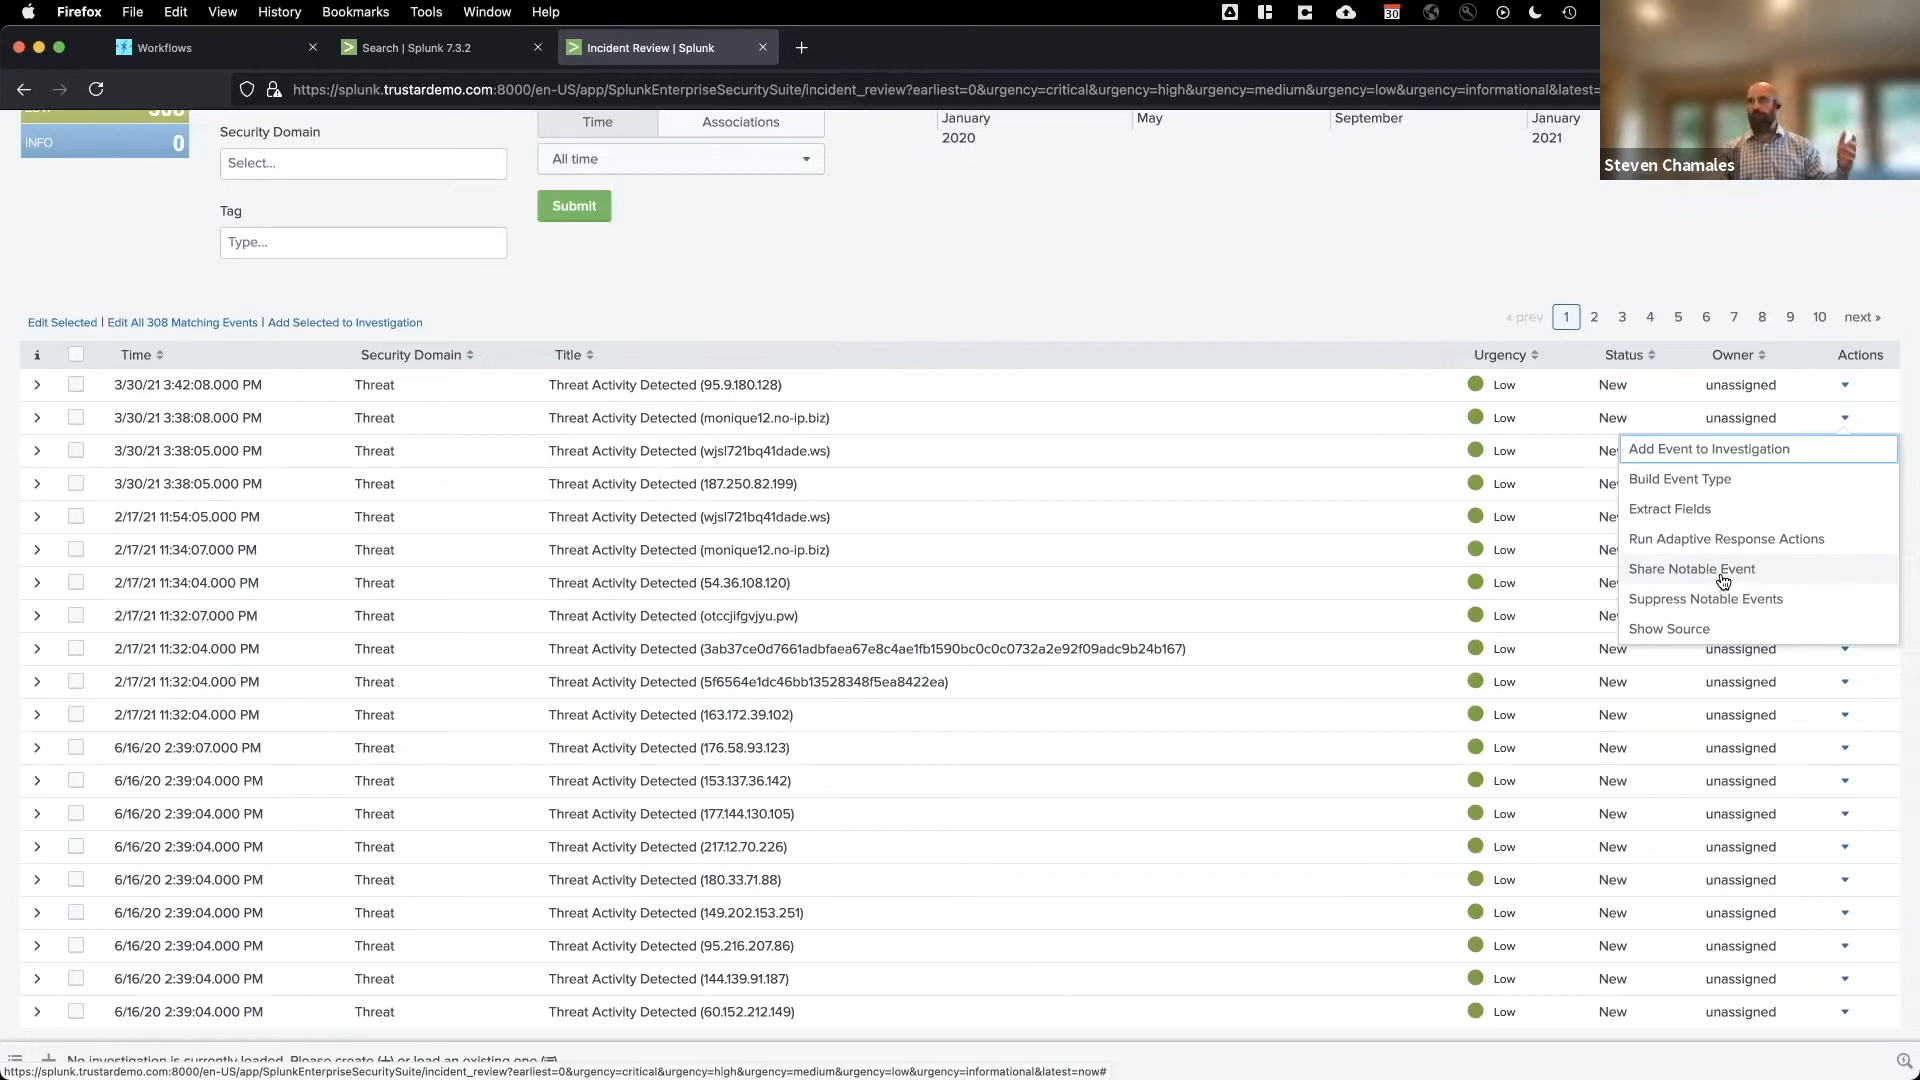 Firefox File Edit View History Bookmarks Tools Window Help
30
Workflows
Search | Splunk 7.3.2
Incident Review | Splunk
https://splunk.trustardemo.com:8000/en-US/app/SplunkEnterpriseSecuritySuite/incident_review?earliest=0&urgency=critical&urgency=high&urgency=medium&urgency=low&urgency=informational&latest=
Steven Chamales
INFO 0
Security Domain
Select...
Tag
Type...
Time Associations
All time
Submit
January 2020
May
September
January 2021
Edit Selected | Edit All 308 Matching Events | Add Selected to Investigation
« prev 1 2 3 4 5 6 7 8 9 10 next »
i Time Security Domain Title Urgency Status Owner Actions
3/30/21 3:42:08.000 PM Threat Threat Activity Detected (95.9.180.128) Low New unassigned
3/30/21 3:38:08.000 PM Threat Threat Activity Detected (monique12.no-ip.biz) Low New unassigned
3/30/21 3:38:05.000 PM Threat Threat Activity Detected (wjsl721bq41dade.ws) Low
3/30/21 3:38:05.000 PM Threat Threat Activity Detected (187.250.82.199) Low
2/17/21 11:54:05.000 PM Threat Threat Activity Detected (wjsl721bq41dade.ws) Low
2/17/21 11:34:07.000 PM Threat Threat Activity Detected (monique12.no-ip.biz) Low
2/17/21 11:34:04.000 PM Threat Threat Activity Detected (54.36.108.120) Low
2/17/21 11:32:07.000 PM Threat Threat Activity Detected (otccjifgvjyu.pw) Low
2/17/21 11:32:04.000 PM Threat Threat Activity Detected (3ab37ce0d7661adbfaea67e8c4ae1fb1590bc0c0c0732a2e92f09adc9b24b167) Low New unassigned
2/17/21 11:32:04.000 PM Threat Threat Activity Detected (5f6564e1dc46bb13528348f5ea8422ea) Low New unassigned
2/17/21 11:32:04.000 PM Threat Threat Activity Detected (163.172.39.102) Low New unassigned
6/16/20 2:39:07.000 PM Threat Threat Activity Detected (176.58.93.123) Low New unassigned
6/16/20 2:39:04.000 PM Threat Threat Activity Detected (153.137.36.142) Low New unassigned
6/16/20 2:39:04.000 PM Threat Threat Activity Detected (177.144.130.105) Low New unassigned
6/16/20 2:39:04.000 PM Threat Threat Activity Detected (217.12.70.226) Low New unassigned
6/16/20 2:39:04.000 PM Threat Threat Activity Detected (180.33.71.88) Low New unassigned
6/16/20 2:39:04.000 PM Threat Threat Activity Detected (149.202.153.251) Low New unassigned
6/16/20 2:39:04.000 PM Threat Threat Activity Detected (95.216.207.86) Low New unassigned
6/16/20 2:39:04.000 PM Threat Threat Activity Detected (144.139.91.187) Low New unassigned
6/16/20 2:39:04.000 PM Threat Threat Activity Detected (60.152.212.149) Low New unassigned
Add Event to Investigation
Build Event Type
Extract Fields
Run Adaptive Response Actions
Share Notable Event
Suppress Notable Events
Show Source
No investigation is currently loaded. Please create (+) or load an existing one
https://splunk.trustardemo.com:8000/en-US/app/SplunkEnterpriseSecuritySuite/incident_review?earliest=0&urgency=critical&urgency=high&urgency=medium&urgency=low&urgency=informational&latest=now#